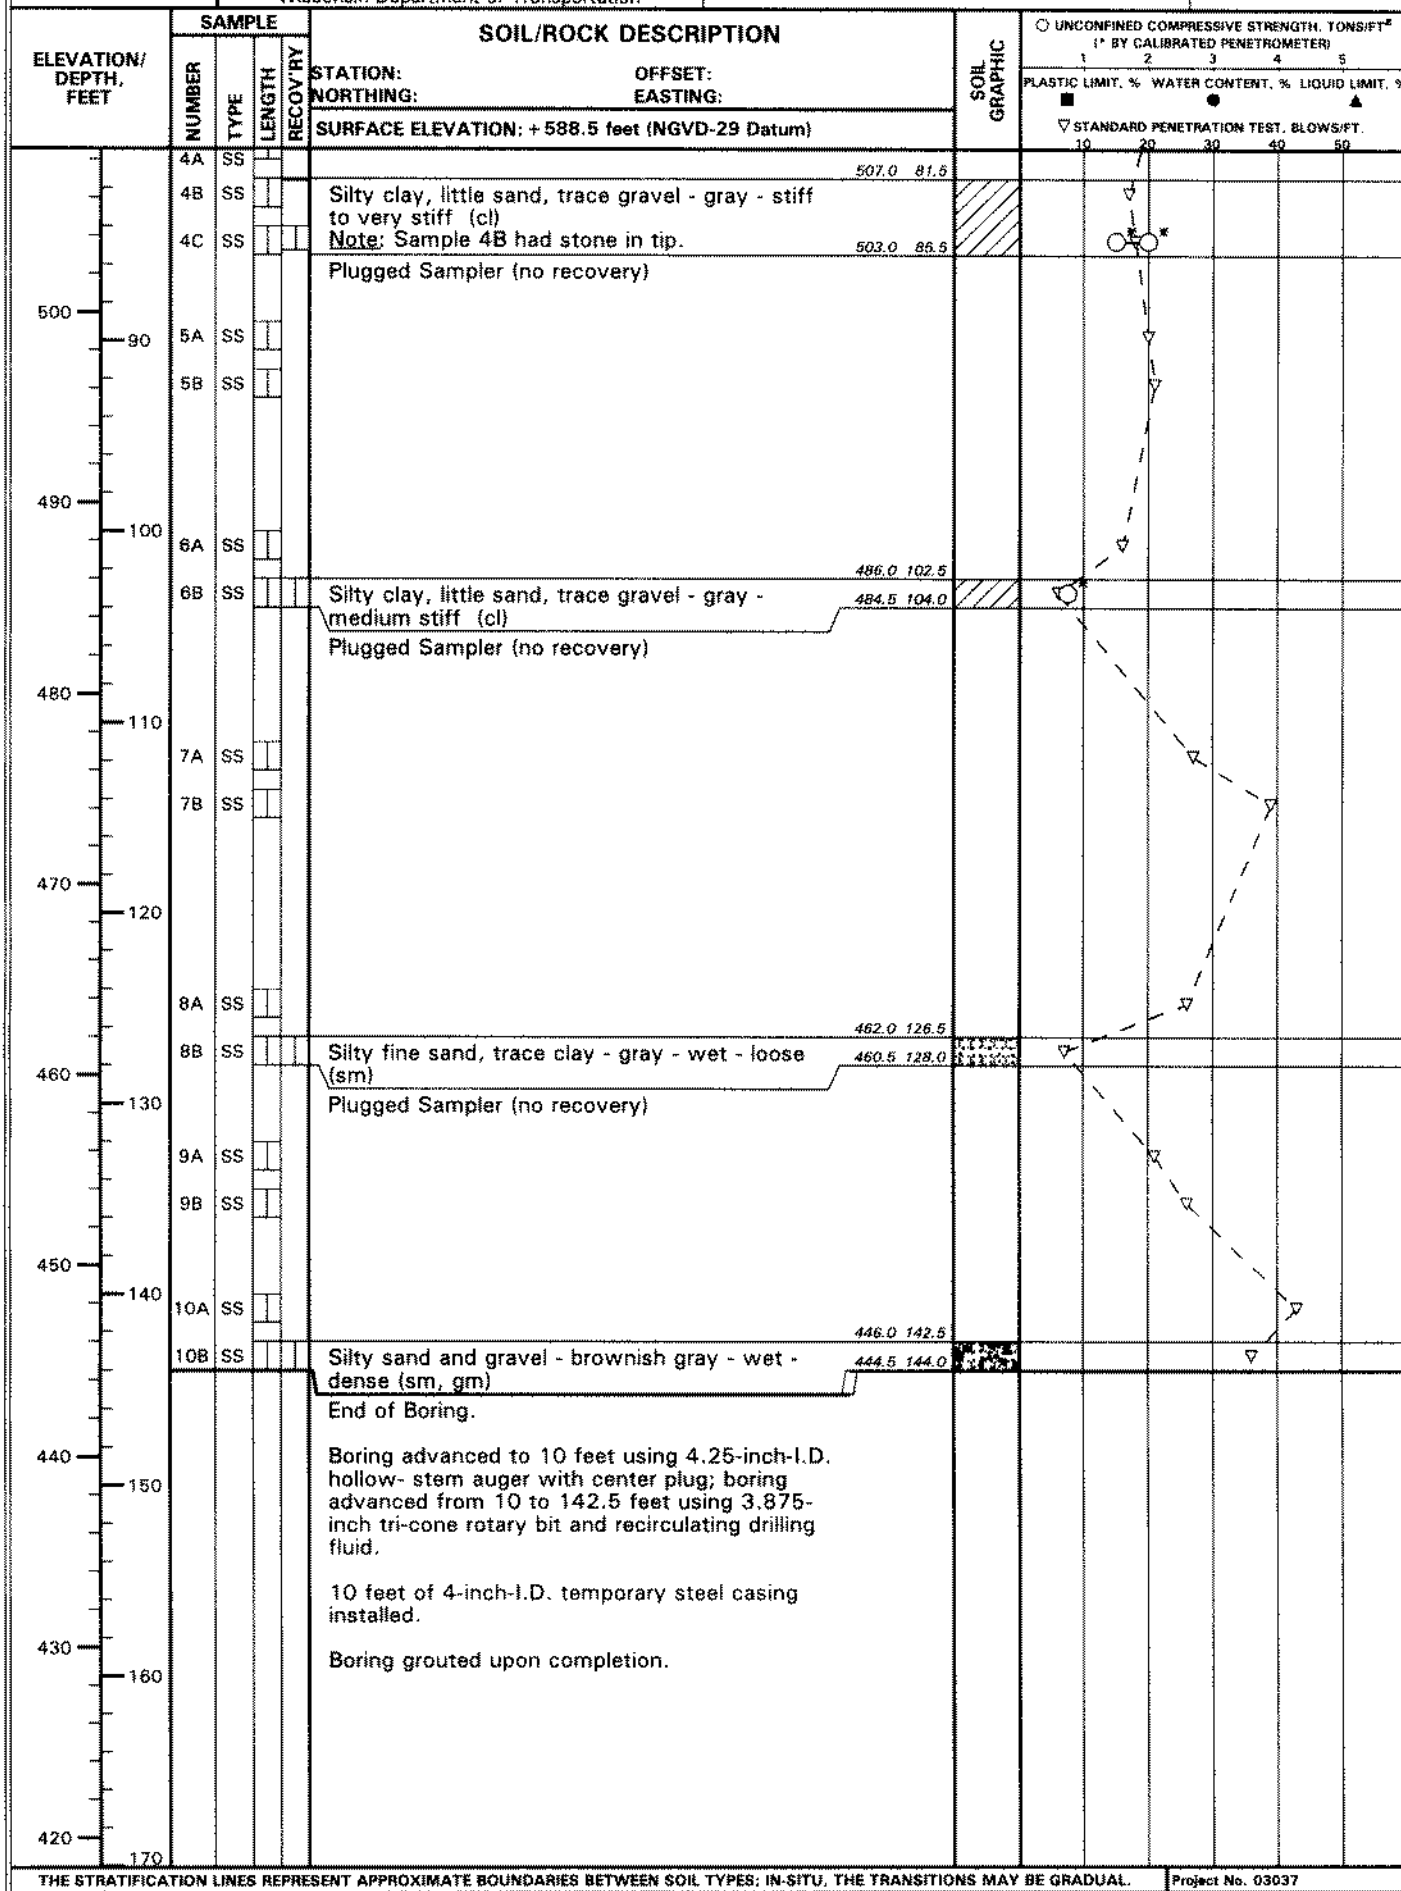 SAMPLE
ELEVATION/
DEPTH,
FEET
NUMBER
TYPE
LENGTH
RECOV'RY
SOIL/ROCK DESCRIPTION
STATION: OFFSET:
NORTHING: EASTING:
SURFACE ELEVATION: +588.5 feet (NGVD-29 Datum)
SOIL
GRAPHIC
UNCONFINED COMPRESSIVE STRENGTH, TONS/FT²
(* BY CALIBRATED PENETROMETER)
1 2 3 4 5
PLASTIC LIMIT, % WATER CONTENT, % LIQUID LIMIT, %
STANDARD PENETRATION TEST, BLOWS/FT.
10 20 30 40 50
4A SS
507.0 81.5
4B SS Silty clay, little sand, trace gravel - gray - stiff
to very stiff (cl)
4C SS Note: Sample 4B had stone in tip.
503.0 85.5
Plugged Sampler (no recovery)
500
90 5A SS
5B SS
490
100
6A SS
486.0 102.5
6B SS Silty clay, little sand, trace gravel - gray - 484.5 104.0
medium stiff (cl)
Plugged Sampler (no recovery)
480
110
7A SS
7B SS
470
120
8A SS
462.0 126.5
8B SS Silty fine sand, trace clay - gray - wet - loose 460.5 128.0
(sm)
460
130 Plugged Sampler (no recovery)
9A SS
9B SS
450
140
10A SS
446.0 142.5
10B SS Silty sand and gravel - brownish gray - wet - 444.5 144.0
dense (sm, gm)
End of Boring.
440 Boring advanced to 10 feet using 4.25-inch-I.D.
hollow- stem auger with center plug; boring
150
advanced from 10 to 142.5 feet using 3.875-
inch tri-cone rotary bit and recirculating drilling
fluid.
10 feet of 4-inch-I.D. temporary steel casing
installed.
430
Boring grouted upon completion.
160
420
170
THE STRATIFICATION LINES REPRESENT APPROXIMATE BOUNDARIES BETWEEN SOIL TYPES; IN-SITU, THE TRANSITIONS MAY BE GRADUAL. Project No. 03037